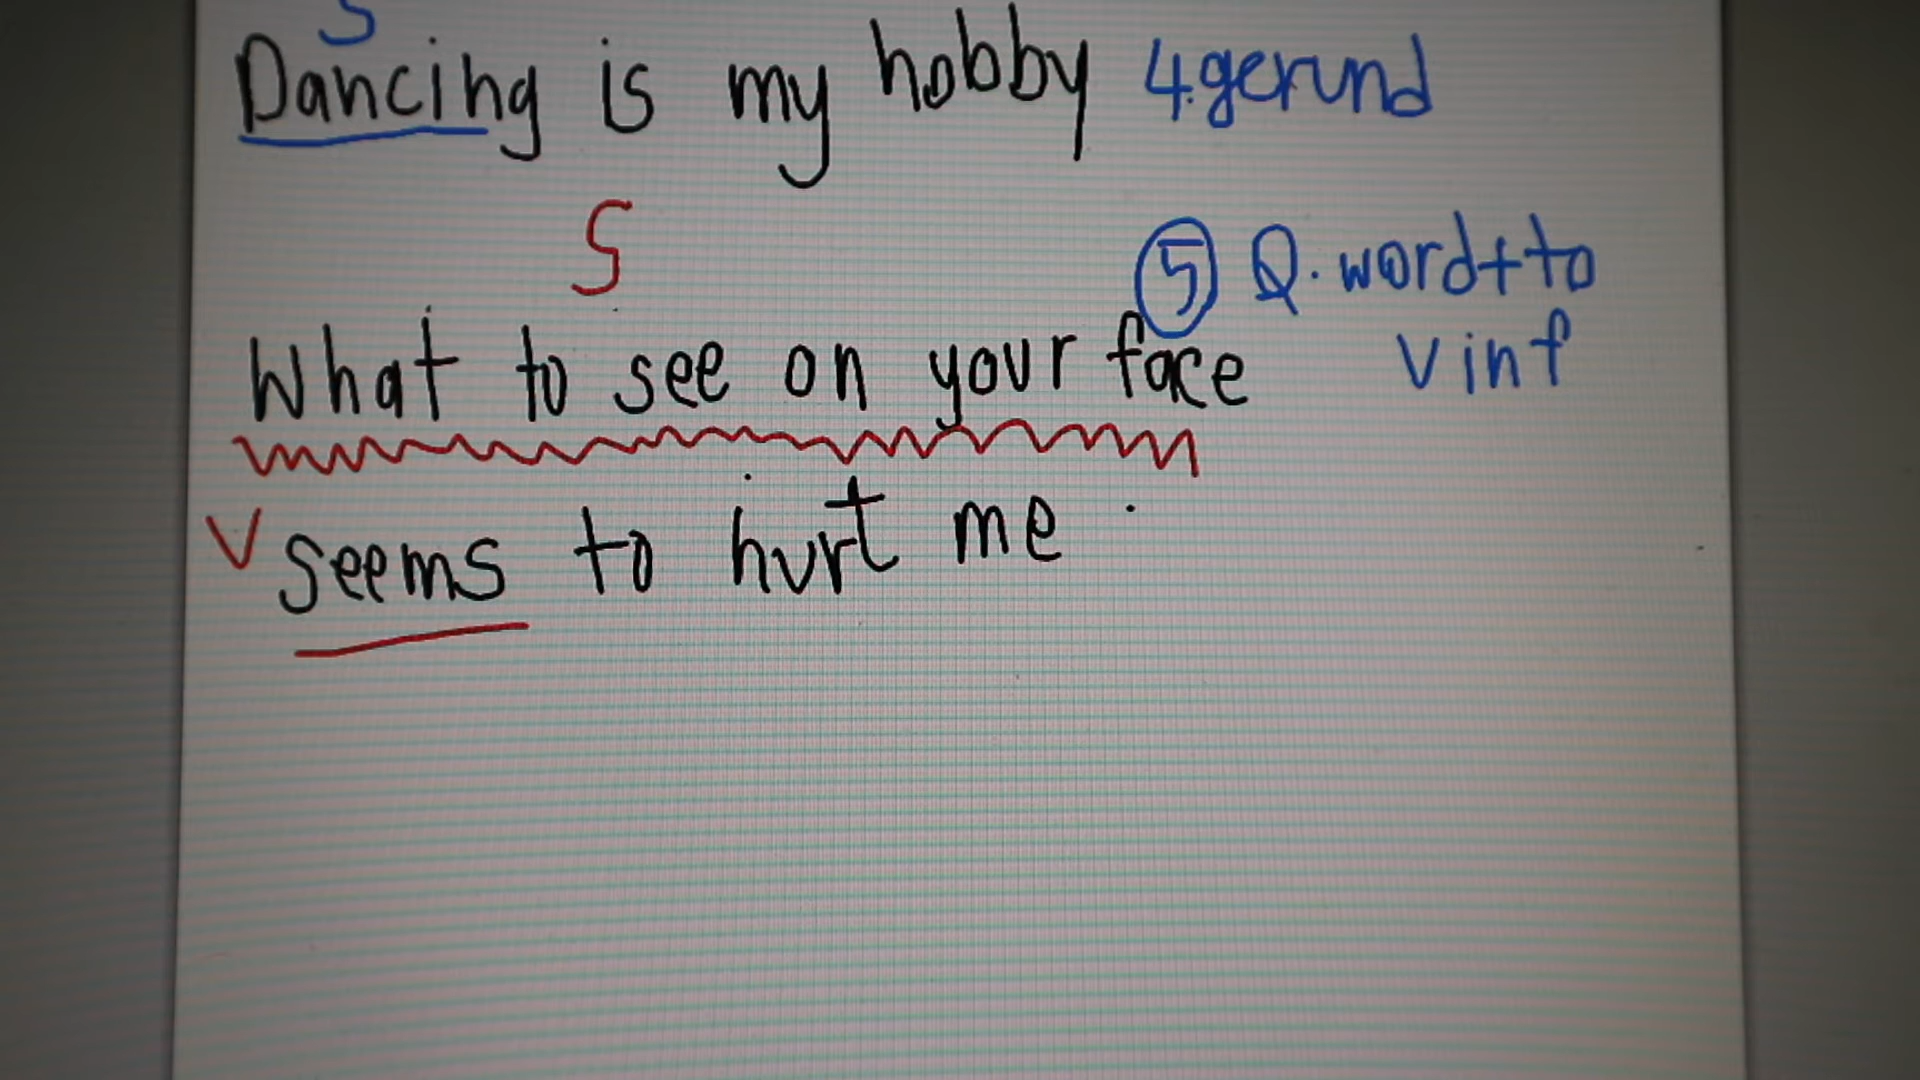 S
Dancing is my hobby 4.gerund
S
⑤ Q. word+to
V inf
What to see on your face
V seems to hurt me.